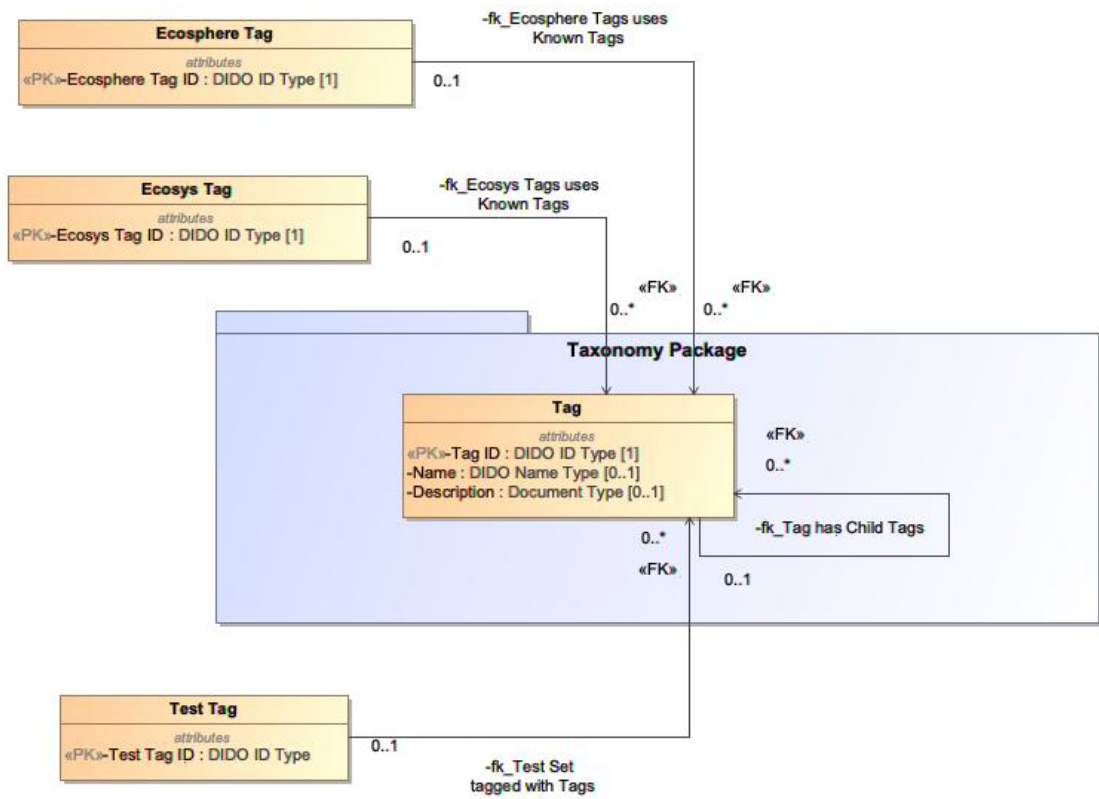 -fk_Ecosphere Tags uses
Known Tags
Ecosphere Tag
attributes
«PK»-Ecosphere Tag ID : DIDO ID Type [1]
0..1
-fk_Ecosys Tags uses
Known Tags
Ecosys Tag
attributes
«PK»-Ecosys Tag ID : DIDO ID Type [1]
0..1
«FK»
«FK»
0..*
0..*
Taxonomy Package
Tag
attributes
«PK»-Tag ID : DIDO ID Type [1]
-Name : DIDO Name Type [0..1]
-Description : Document Type [0..1]
«FK»
0..*
-fk_Tag has Child Tags
0..1
0..*
«FK»
Test Tag
attributes
«PK»-Test Tag ID : DIDO ID Type
0..1
-fk_Test Set
tagged with Tags